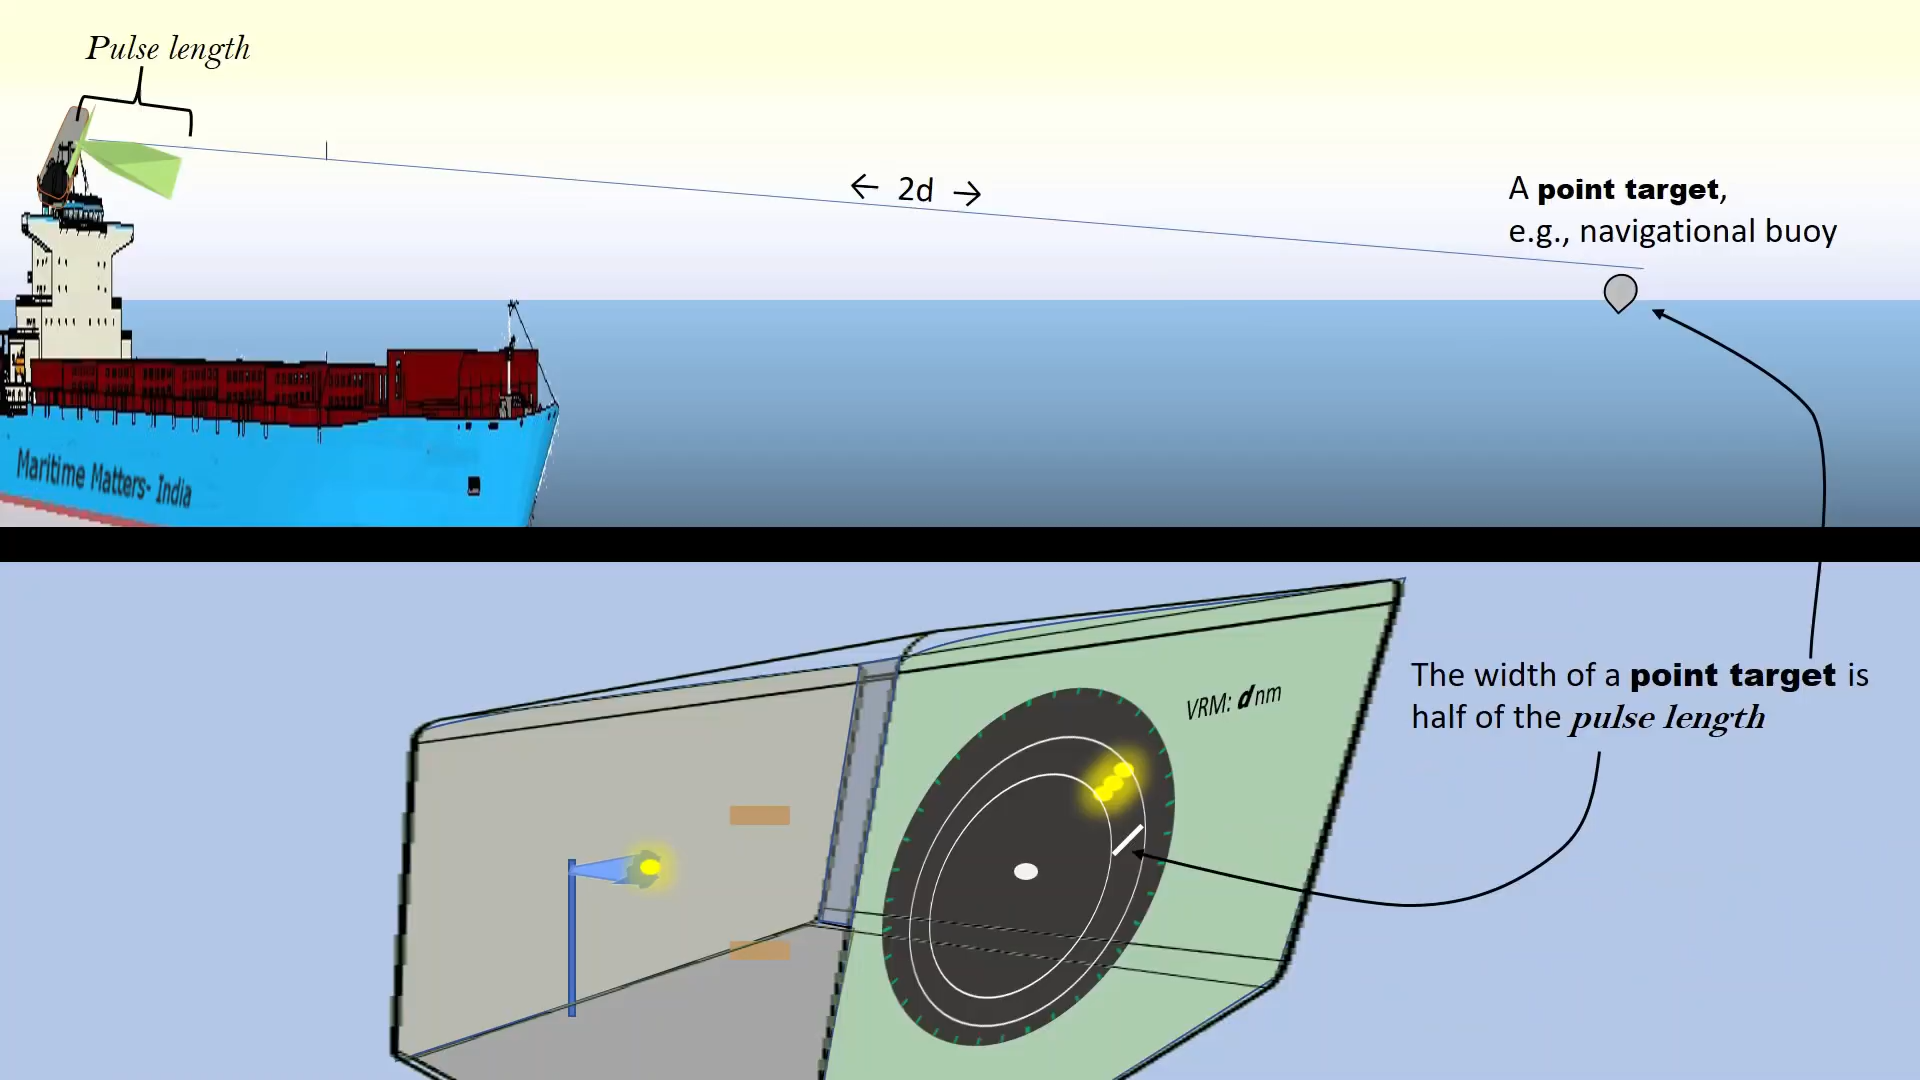 Pulse length
← 2d →
A point target,
e.g., navigational buoy
Maritime Matters- India
VRM: d nm
The width of a point target is
half of the pulse length